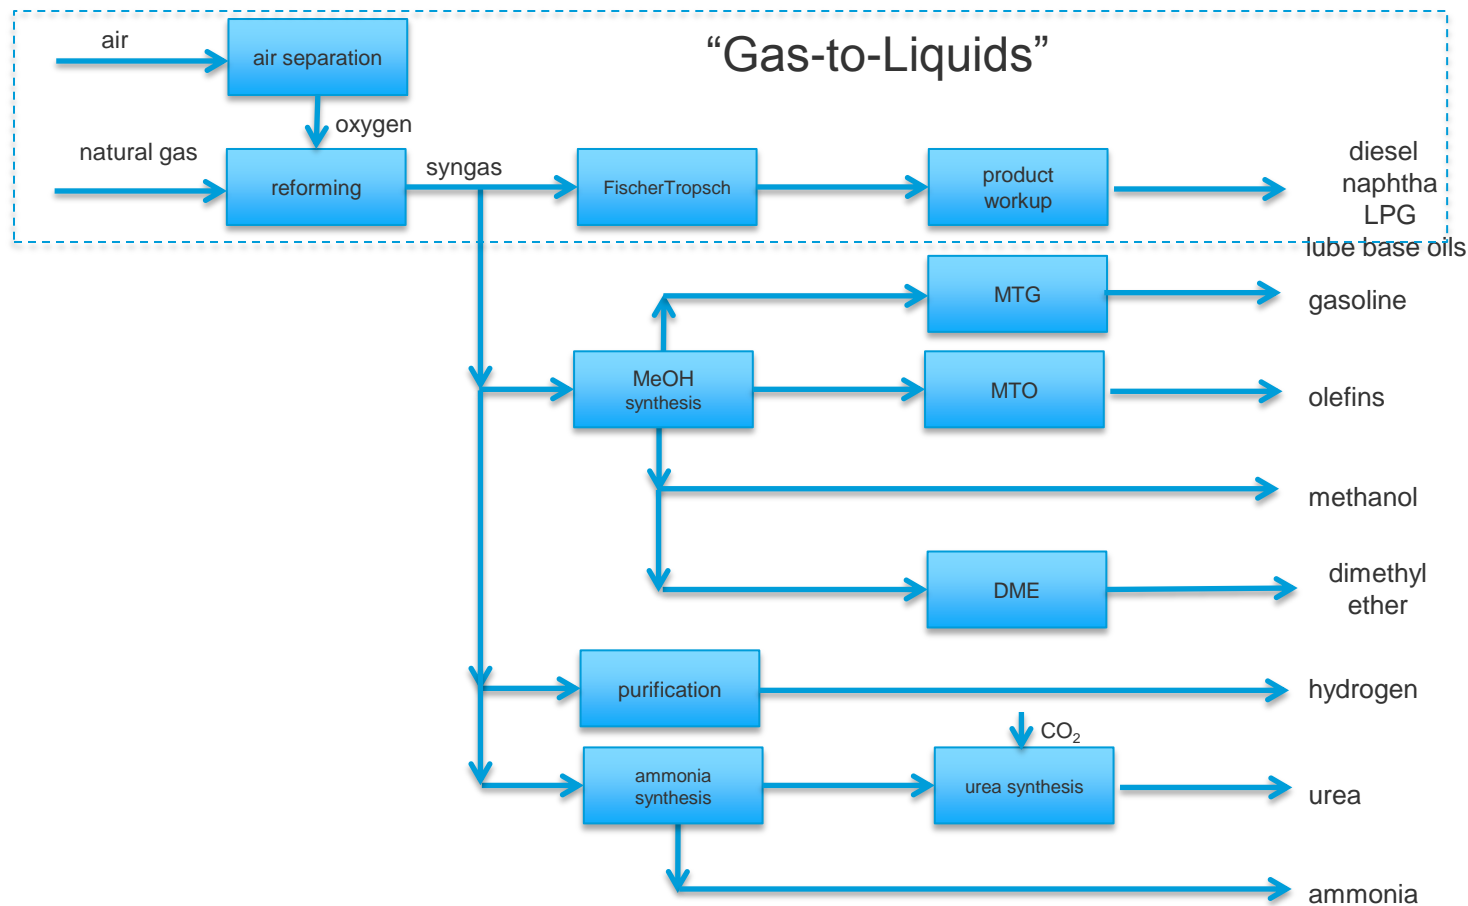 “Gas-to-Liquids”
air
air separation
oxygen
natural gas
reforming
syngas
FischerTropsch
product
workup
diesel
naphtha
LPG
lube base oils
MTG
gasoline
MeOH
synthesis
MTO
olefins
methanol
DME
dimethyl
ether
purification
hydrogen
CO₂
ammonia
synthesis
urea synthesis
urea
ammonia